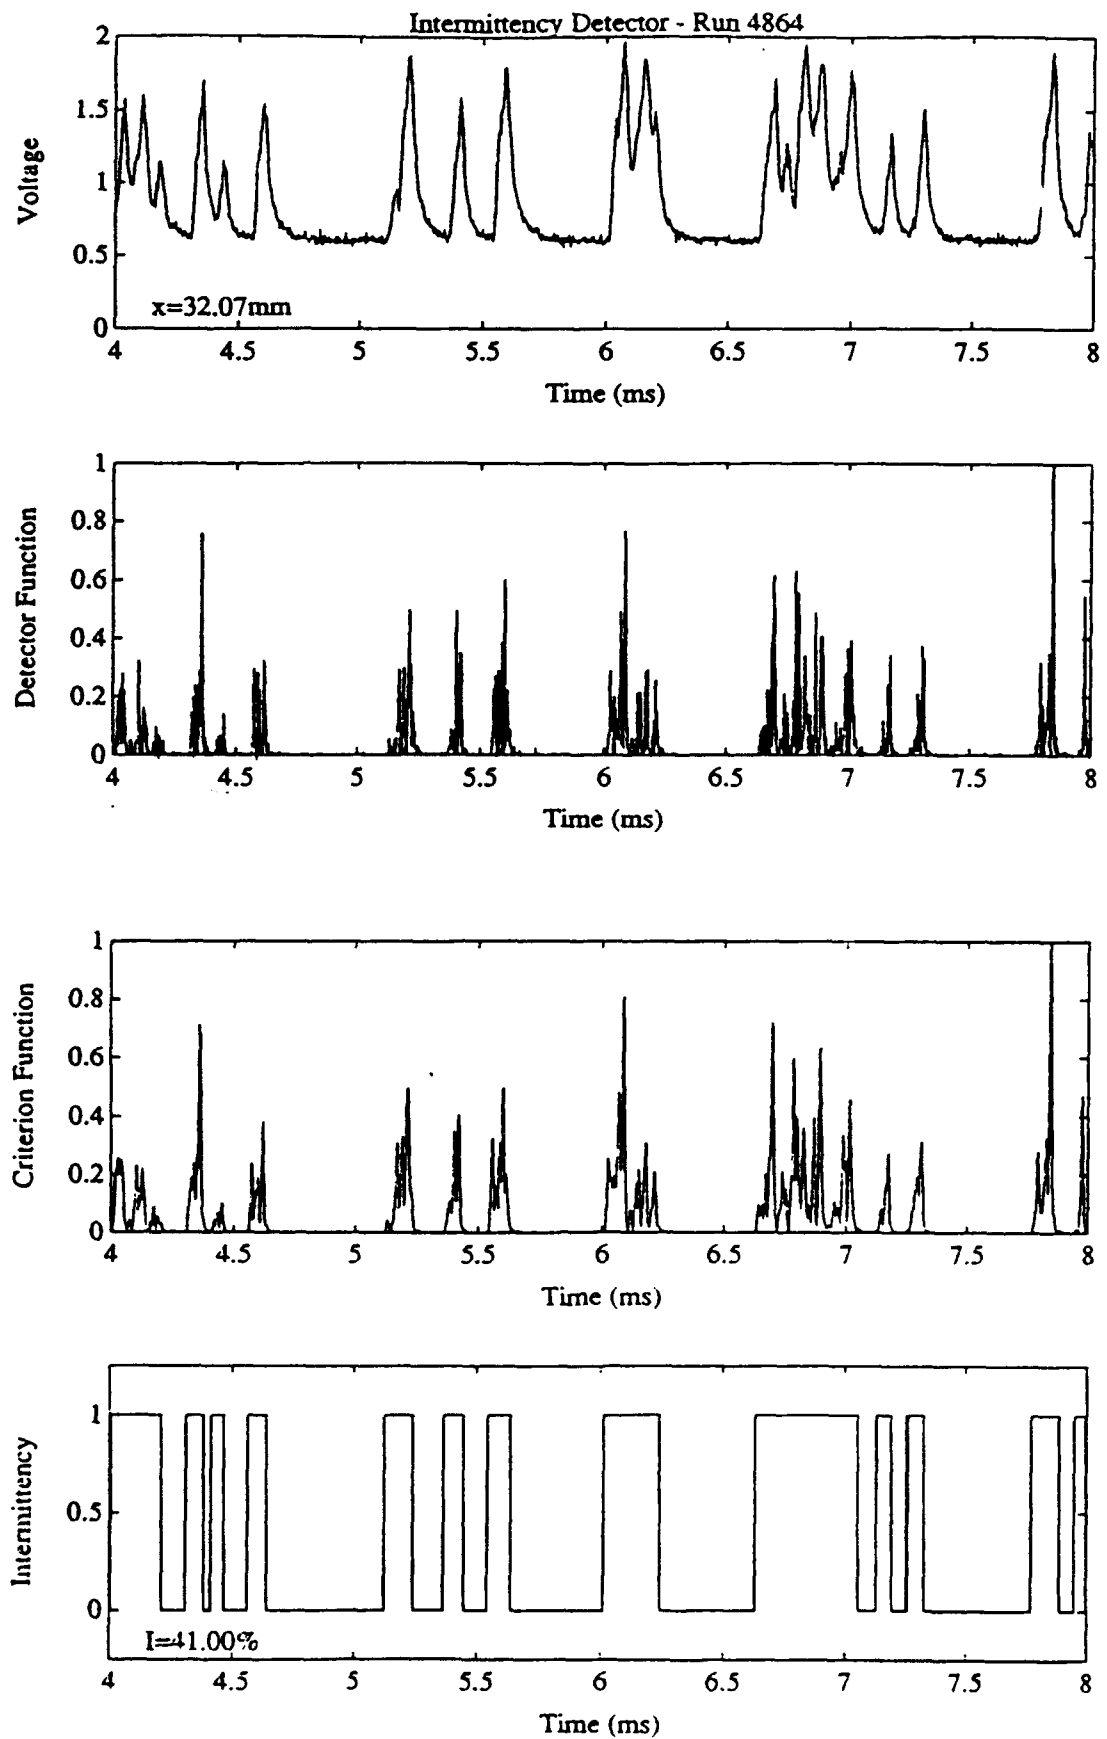 Intermittency Detector - Run 4864
2
1.5
1
0.5
0
Voltage
x=32.07mm
4 4.5 5 5.5 6 6.5 7 7.5 8
Time (ms)
1
0.8
0.6
0.4
0.2
0
Detector Function
4 4.5 5 5.5 6 6.5 7 7.5 8
Time (ms)
1
0.8
0.6
0.4
0.2
0
Criterion Function
4 4.5 5 5.5 6 6.5 7 7.5 8
Time (ms)
1
0.5
0
Intermittency
I=41.00%
4 4.5 5 5.5 6 6.5 7 7.5 8
Time (ms)